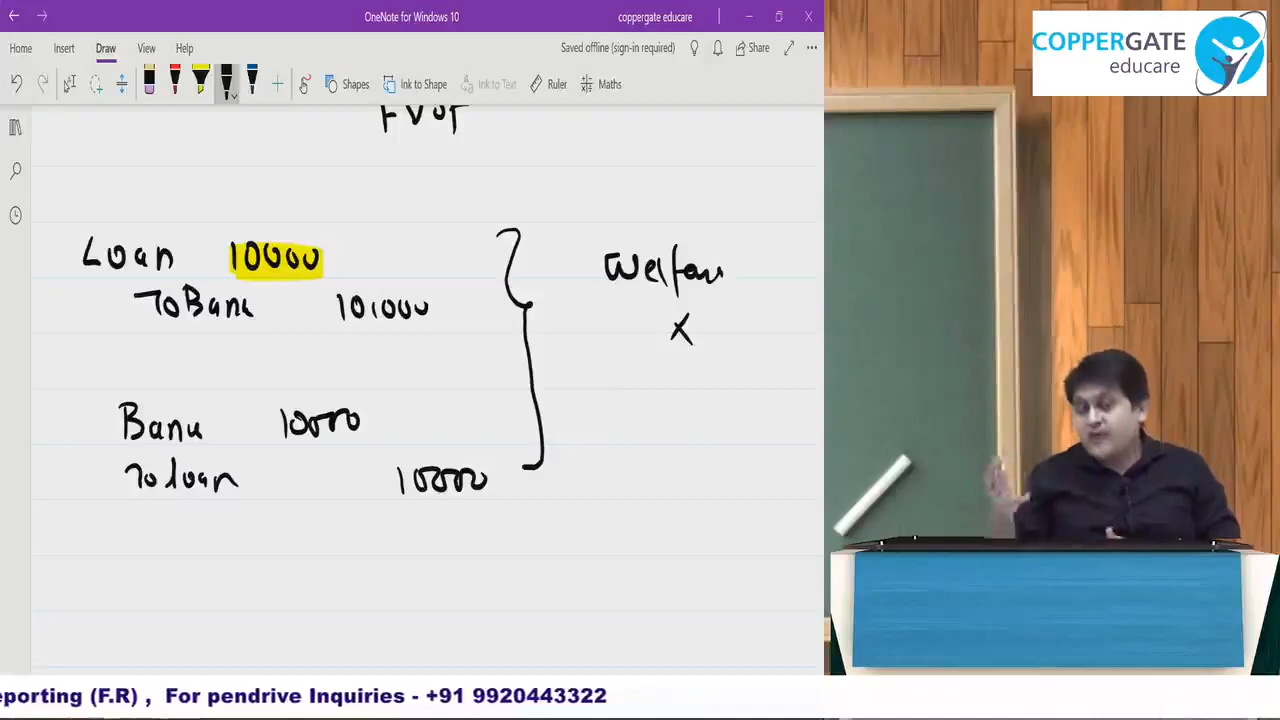 OneNote for Windows 10
coppergate educare
Home Insert Draw View Help
Saved offline (sign-in required)
Share
Shapes
Ink to Shape
Ink to Text
Ruler
Maths
COPPERGATE
educare
FVOF
Loan 10000
To Bank 10,000
Welfare
X
Bank 10000
To loan 10000
eporting (F.R) , For pendrive Inquiries - +91 9920443322